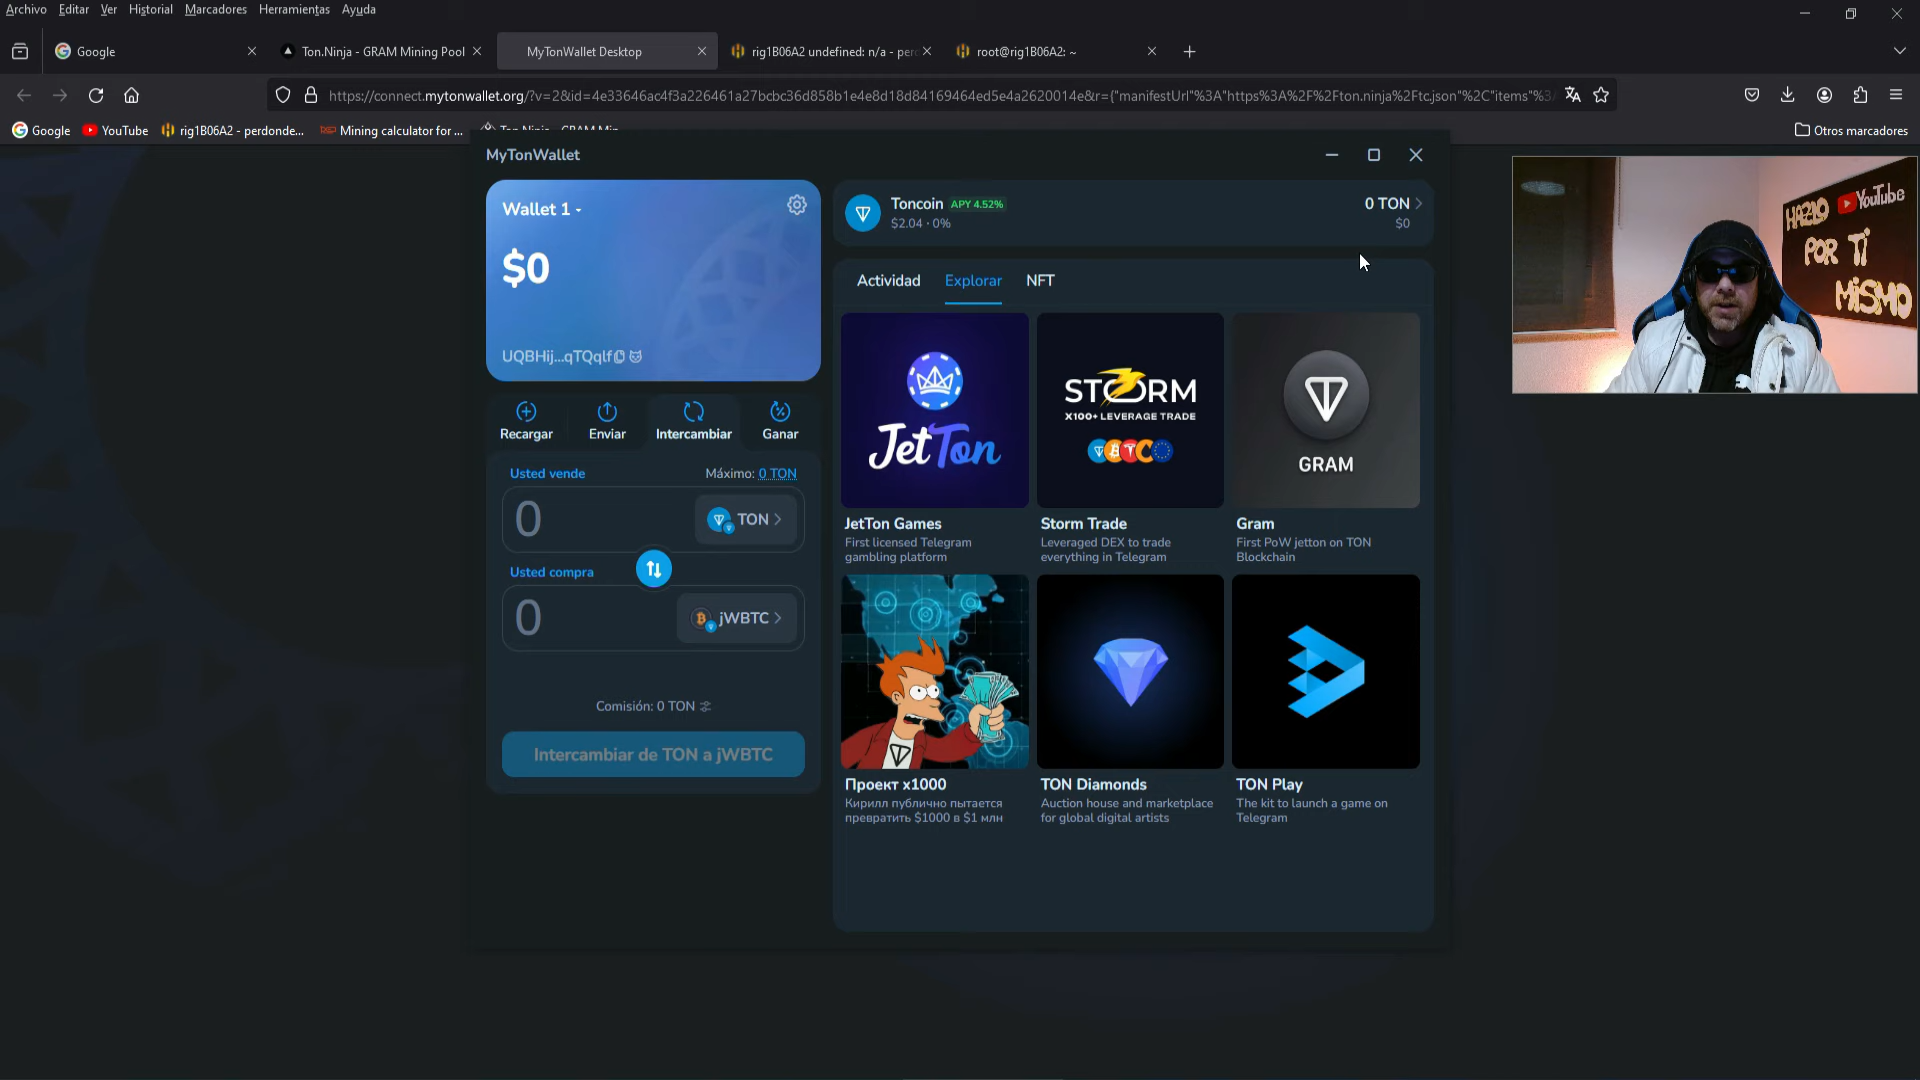 Archivo Editar Ver Historial Marcadores Herramientas Ayuda
Google
Ton.Ninja - GRAM Mining Pool
MyTonWallet Desktop
rig1B06A2 undefined: n/a - perd
root@rig1B06A2: ~
https://connect.mytonwallet.org/?v=2&id=4e33646ac4f3a226461a27bcbc36d858b1e4e8d18d84169464ed5e4a2620014e&r={"manifestUrl"%3A"https%3A%2F%2Fton.ninja%2Ftc.json"%2C"items"%3
Google
YouTube
rig1B06A2 - perdonde...
Mining calculator for ...
Ton.Ninja - GRAM Min...
Otros marcadores
MyTonWallet
Wallet 1
$0
UQBHij...qTQqlf
Recargar
Enviar
Intercambiar
Ganar
Usted vende
Máximo: 0 TON
0
TON
Usted compra
0
jWBTC
Comisión: 0 TON
Intercambiar de TON a jWBTC
Toncoin APY 4.52%
$2.04 · 0%
0 TON
$0
Actividad
Explorar
NFT
JetTon
STORM
X100+ LEVERAGE TRADE
GRAM
JetTon Games
First licensed Telegram
gambling platform
Storm Trade
Leveraged DEX to trade
everything in Telegram
Gram
First PoW jetton on TON
Blockchain
Проект x1000
Кирилл публично пытается
превратить $1000 в $1 млн
TON Diamonds
Auction house and marketplace
for global digital artists
TON Play
The kit to launch a game on
Telegram
HAZLO
YouTube
POR TI
MISMO